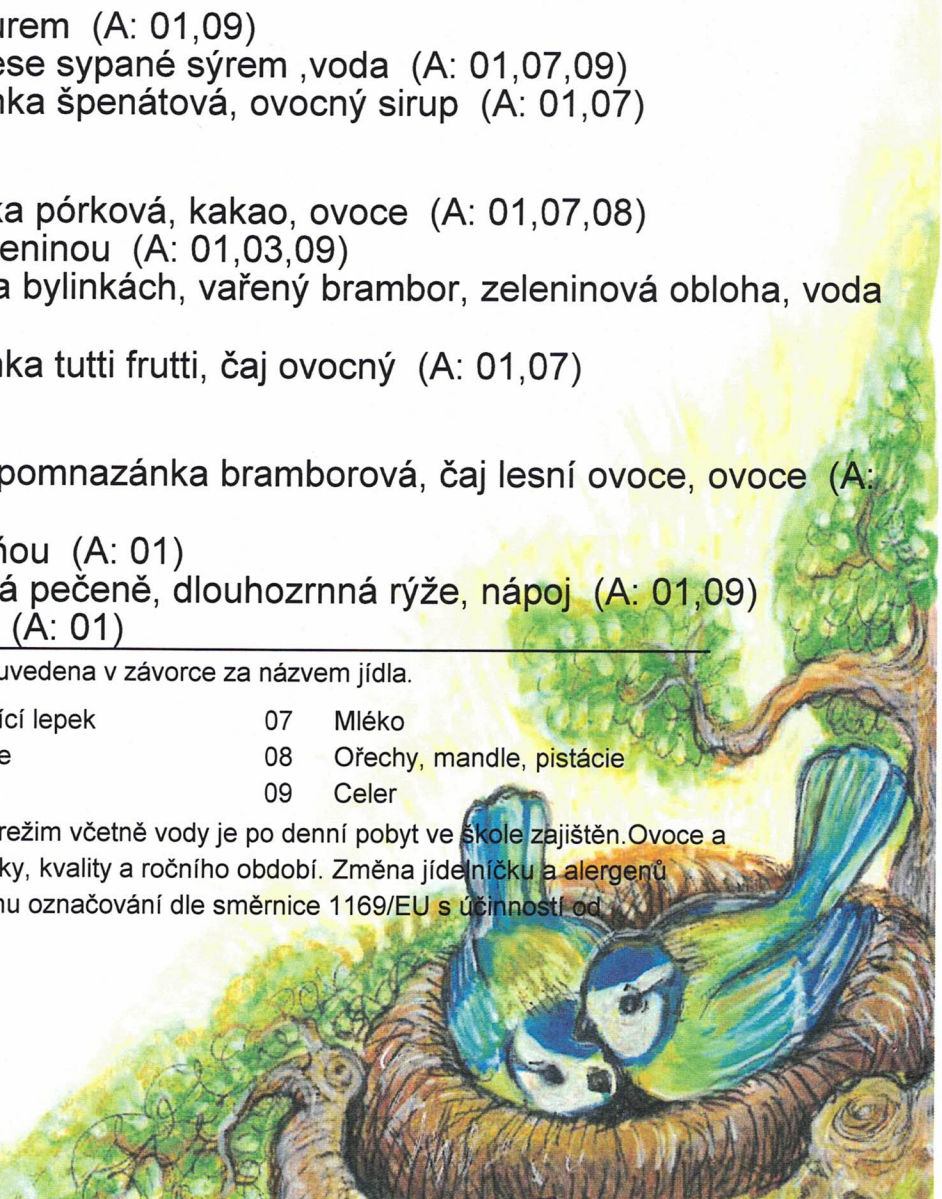 urem (A: 01,09)
ese sypané sýrem ,voda (A: 01,07,09)
nka špenátová, ovocný sirup (A: 01,07)
ka pórková, kakao, ovoce (A: 01,07,08)
eninou (A: 01,03,09)
a bylinkách, vařený brambor, zeleninová obloha, voda
nka tutti frutti, čaj ovocný (A: 01,07)
pomnazánka bramborová, čaj lesní ovoce, ovoce (A:
ňou (A: 01)
á pečeně, dlouhozrnná rýže, nápoj (A: 01,09)
(A: 01)
uvedena v závorce za názvem jídla.
ící lepek 07 Mléko
e 08 Ořechy, mandle, pistácie
09 Celer
režim včetně vody je po denní pobyt ve škole zajištěn.Ovoce a
ky, kvality a ročního období. Změna jídelníčku a alergenů
mu označování dle směrnice 1169/EU s účinností od